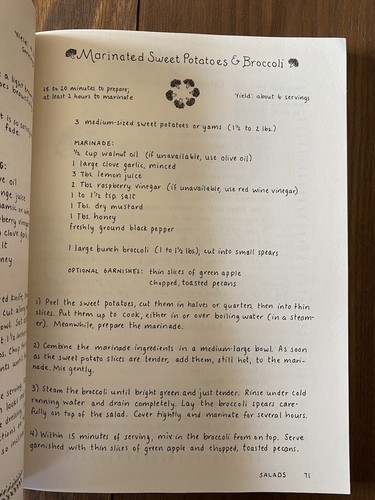 Marinated Sweet Potatoes & Broccoli
15 to 20 minutes to prepare;
at least 2 hours to marinate
Yield: about 6 servings
3 medium-sized sweet potatoes or yams (1½ to 2 lbs.)
MARINADE:
½ cup walnut oil (if unavailable, use olive oil)
1 large clove garlic, minced
3 Tbs. lemon juice
2 Tbs. raspberry vinegar (if unavailable, use red wine vinegar)
1 to 1½ tsp. salt
1 Tbs. dry mustard
1 Tbs. honey
freshly ground black pepper
1 large bunch broccoli (1 to 1½ lbs.), cut into small spears
OPTIONAL GARNISHES: thin slices of green apple
chopped, toasted pecans
1) Peel the sweet potatoes, cut them in halves or quarters, then into thin
slices. Put them up to cook, either in or over boiling water (in a steam-
er). Meanwhile, prepare the marinade.
2) Combine the marinade ingredients in a medium-large bowl. As soon
as the sweet potato slices are tender, add them, still hot, to the mari-
nade. Mix gently.
3) Steam the broccoli until bright green and just tender. Rinse under cold
running water and drain completely. Lay the broccoli spears care-
fully on top of the salad. Cover tightly and marinate for several hours.
4) Within 15 minutes of serving, mix in the broccoli from on top. Serve
garnished with thin slices of green apple and chopped, toasted pecans.
SALADS 71